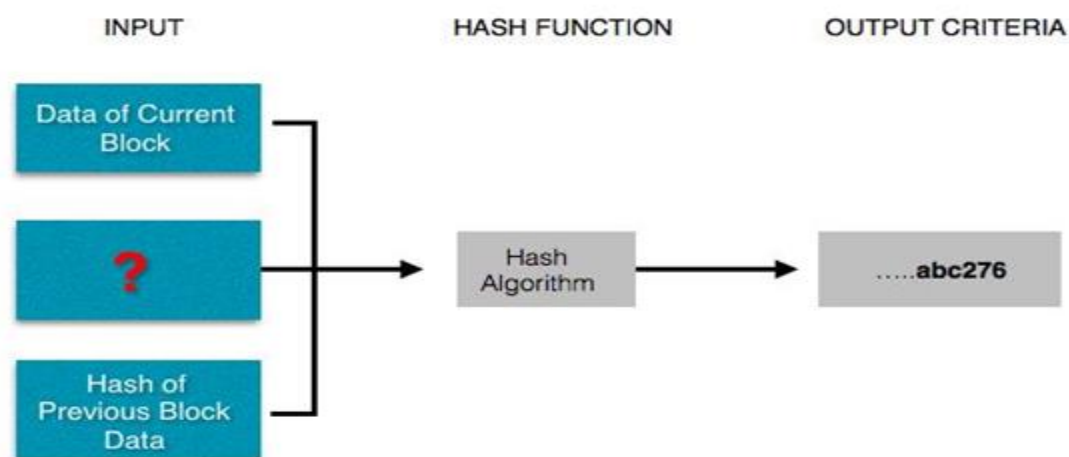 INPUT
HASH FUNCTION
OUTPUT CRITERIA
Data of Current
Block
?
Hash of
Previous Block
Data
Hash
Algorithm
.....abc276